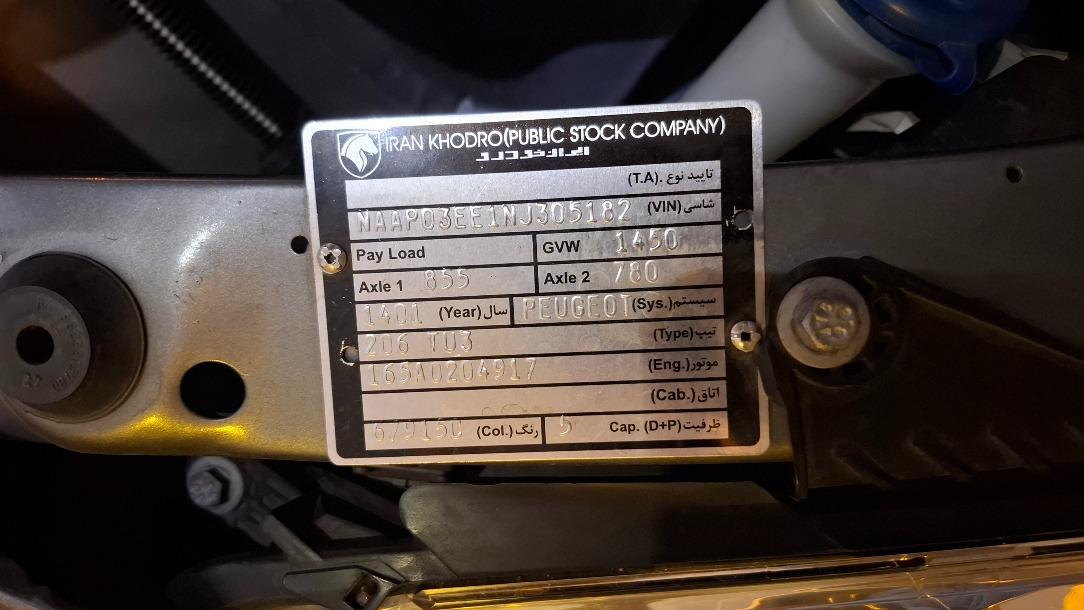 IRAN KHODRO(PUBLIC STOCK COMPANY)
ایران خودرو
تایید نوع .(T.A)
NAAP03EE1NJ305182 شاسی(VIN)
Pay Load GVW 1450
Axle 1 855 Axle 2 780
1401 سال(Year) PEUGEOT سیستم(Sys.)
206 TU3 تیپ(Type)
165A0204917 موتور(Eng.)
اتاق(Cab.)
679150 رنگ(Col.) 5 ظرفیت Cap. (D+P)